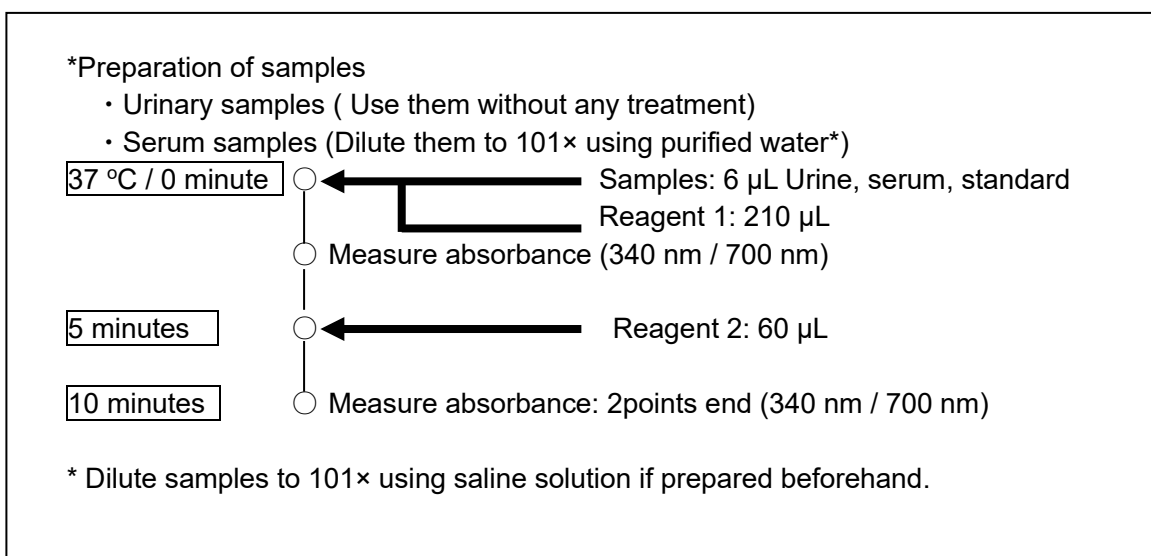 *Preparation of samples
・Urinary samples ( Use them without any treatment)
・Serum samples (Dilute them to 101× using purified water*)
37 ºC / 0 minute
Samples: 6 µL Urine, serum, standard
Reagent 1: 210 µL
Measure absorbance (340 nm / 700 nm)
5 minutes
Reagent 2: 60 µL
10 minutes
Measure absorbance: 2points end (340 nm / 700 nm)
* Dilute samples to 101× using saline solution if prepared beforehand.